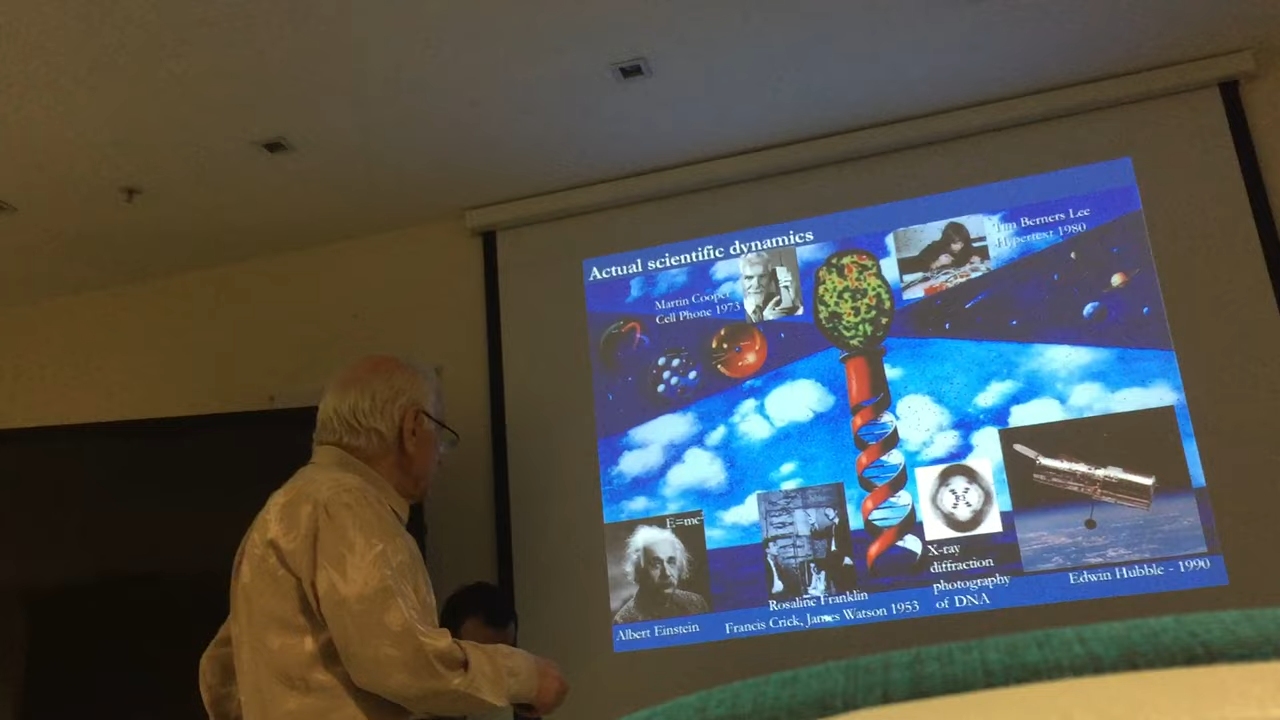 Actual scientific dynamics
Martin Cooper
Cell Phone 1973
Tim Berners Lee
Hypertext 1980
E=mc²
Albert Einstein
Rosaline Franklin
Francis Crick, James Watson 1953
X-ray
diffraction
photography
of DNA
Edwin Hubble - 1990